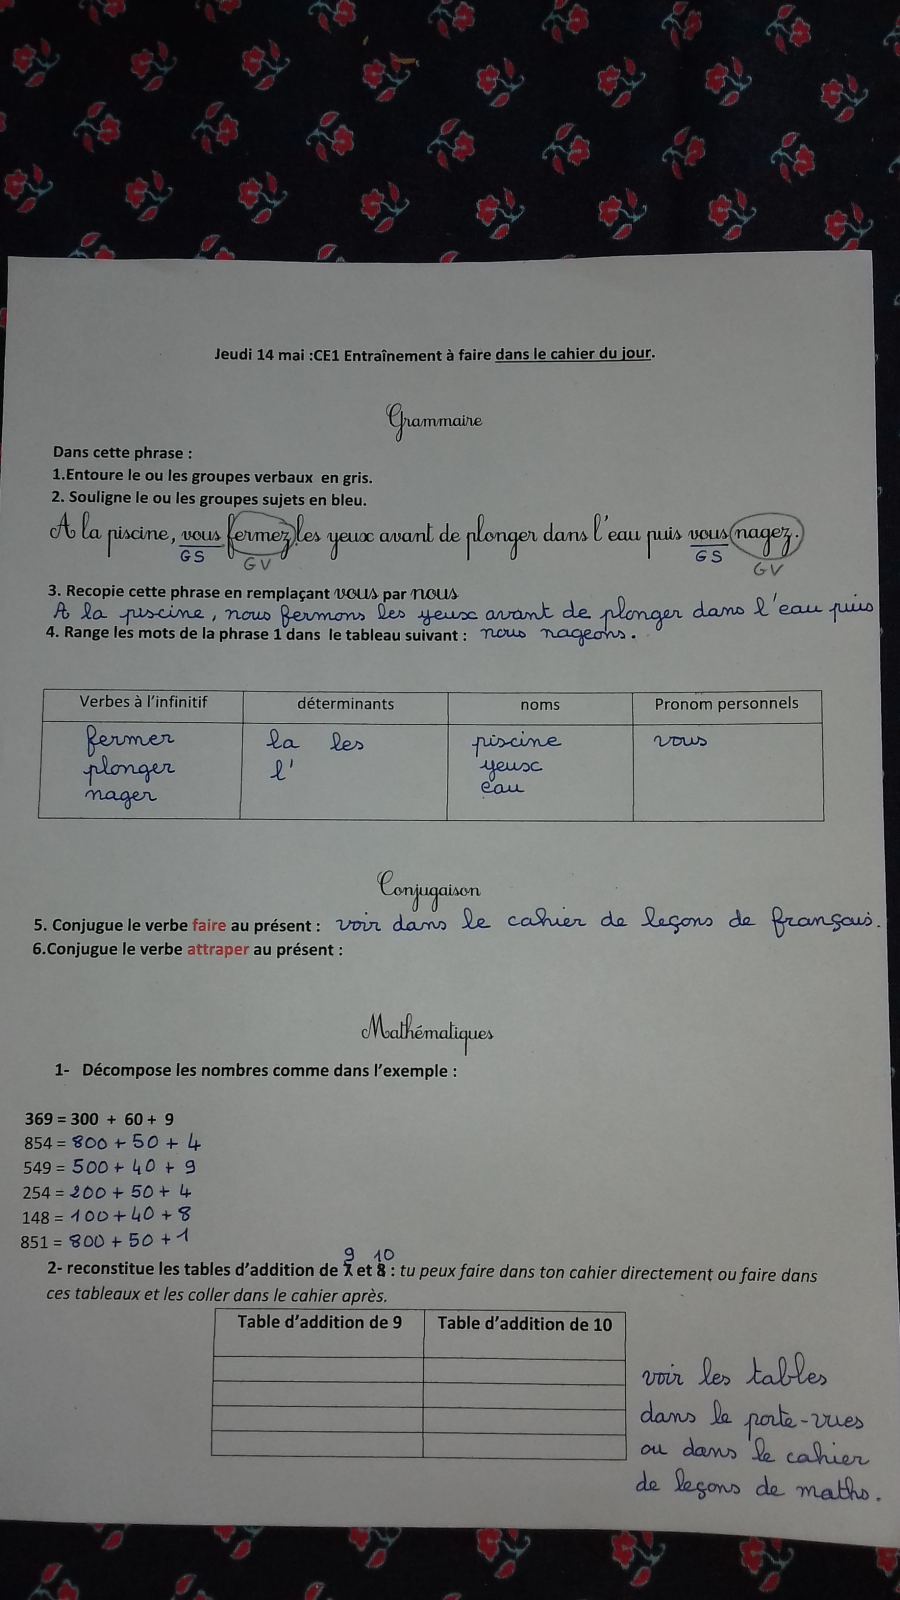 Jeudi 14 mai :CE1 Entraînement à faire dans le cahier du jour.
Grammaire
Dans cette phrase :
1.Entoure le ou les groupes verbaux en gris.
2. Souligne le ou les groupes sujets en bleu.
A la piscine, vous fermez les yeux avant de plonger dans l'eau puis vous nagez.
GS GV GS GV
3. Recopie cette phrase en remplaçant vous par nous
A la piscine, nous fermons les yeux avant de plonger dans l'eau puis
4. Range les mots de la phrase 1 dans le tableau suivant : nous nageons.
Verbes à l'infinitif déterminants noms Pronom personnels
fermer la les piscine vous
plonger l' yeux
nager eau
Conjugaison
5. Conjugue le verbe faire au présent : voir dans le cahier de leçons de français.
6.Conjugue le verbe attraper au présent :
Mathématiques
1- Décompose les nombres comme dans l'exemple :
369 = 300 + 60 + 9
854 = 800 + 50 + 4
549 = 500 + 40 + 9
254 = 200 + 50 + 4
148 = 100 + 40 + 8
851 = 800 + 50 + 1
9 10
2- reconstitue les tables d'addition de 7 et 8 : tu peux faire dans ton cahier directement ou faire dans
ces tableaux et les coller dans le cahier après.
Table d'addition de 9 Table d'addition de 10
voir les tables
dans le porte-vues
ou dans le cahier
de leçons de maths.